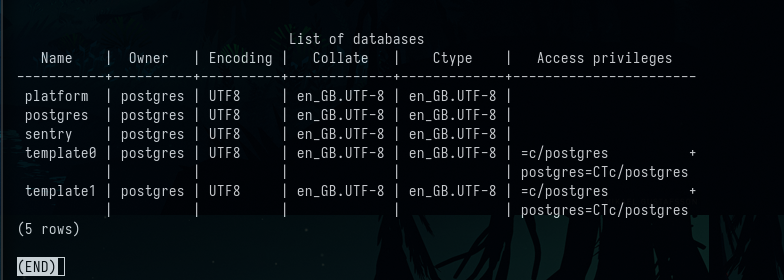 List of databases
   Name    |  Owner   | Encoding |   Collate   |    Ctype    |   Access privileges
-----------+----------+----------+-------------+-------------+-----------------------
 platform  | postgres | UTF8     | en_GB.UTF-8 | en_GB.UTF-8 |
 postgres  | postgres | UTF8     | en_GB.UTF-8 | en_GB.UTF-8 |
 sentry    | postgres | UTF8     | en_GB.UTF-8 | en_GB.UTF-8 |
 template0 | postgres | UTF8     | en_GB.UTF-8 | en_GB.UTF-8 | =c/postgres          +
           |          |          |             |             | postgres=CTc/postgres
 template1 | postgres | UTF8     | en_GB.UTF-8 | en_GB.UTF-8 | =c/postgres          +
           |          |          |             |             | postgres=CTc/postgres
(5 rows)
(END)